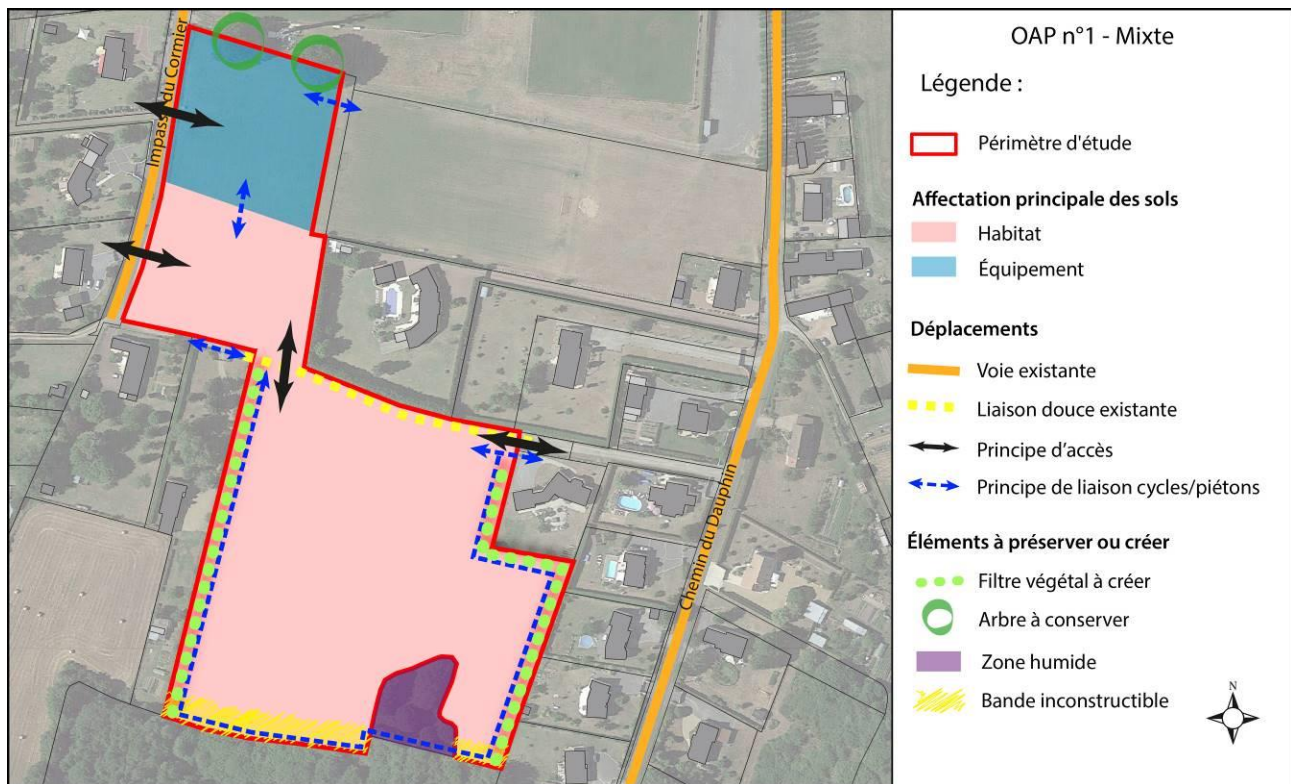 Impasse du Cormier
Chemin du Dauphin
OAP n°1 - Mixte
Légende :
Périmètre d'étude
Affectation principale des sols
Habitat
Équipement
Déplacements
Voie existante
Liaison douce existante
Principe d'accès
Principe de liaison cycles/piétons
Éléments à préserver ou créer
Filtre végétal à créer
Arbre à conserver
Zone humide
Bande inconstructible
N